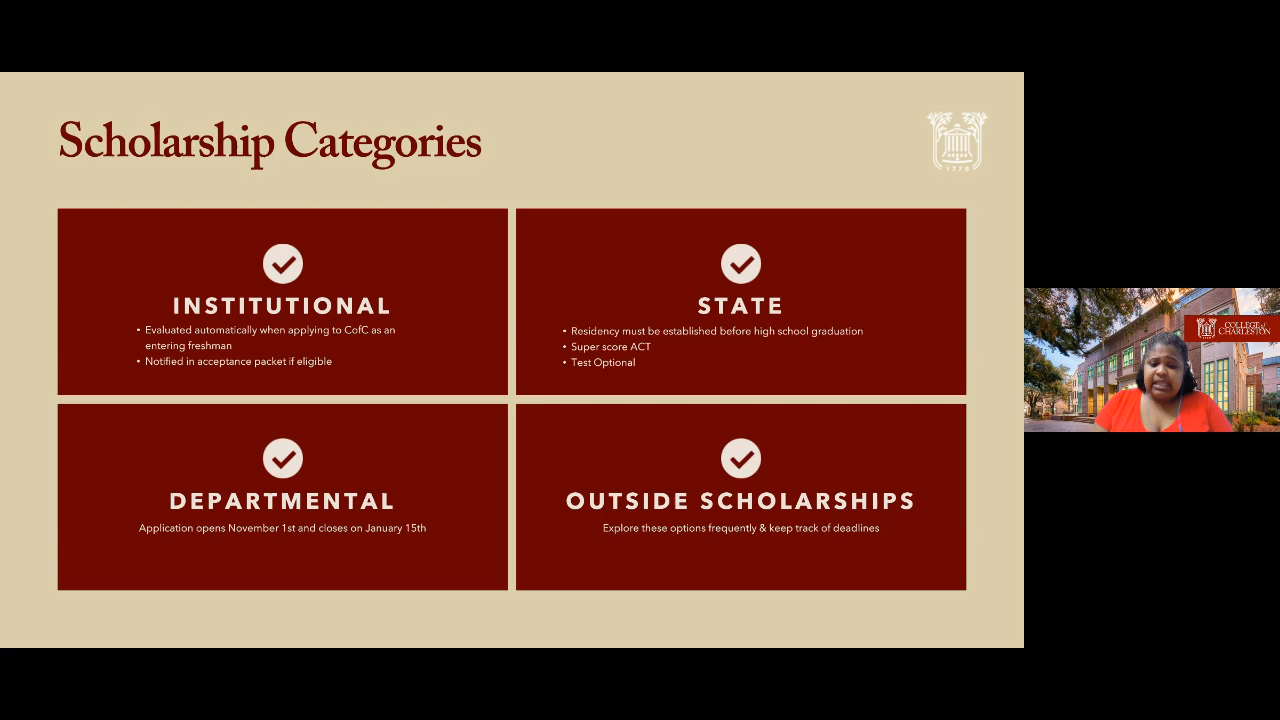 Scholarship Categories
1770
INSTITUTIONAL
• Evaluated automatically when applying to CofC as an
entering freshman
• Notified in acceptance packet if eligible
STATE
• Residency must be established before high school graduation
• Super score ACT
• Test Optional
DEPARTMENTAL
Application opens November 1st and closes on January 15th
OUTSIDE SCHOLARSHIPS
Explore these options frequently & keep track of deadlines
COLLEGE of
CHARLESTON